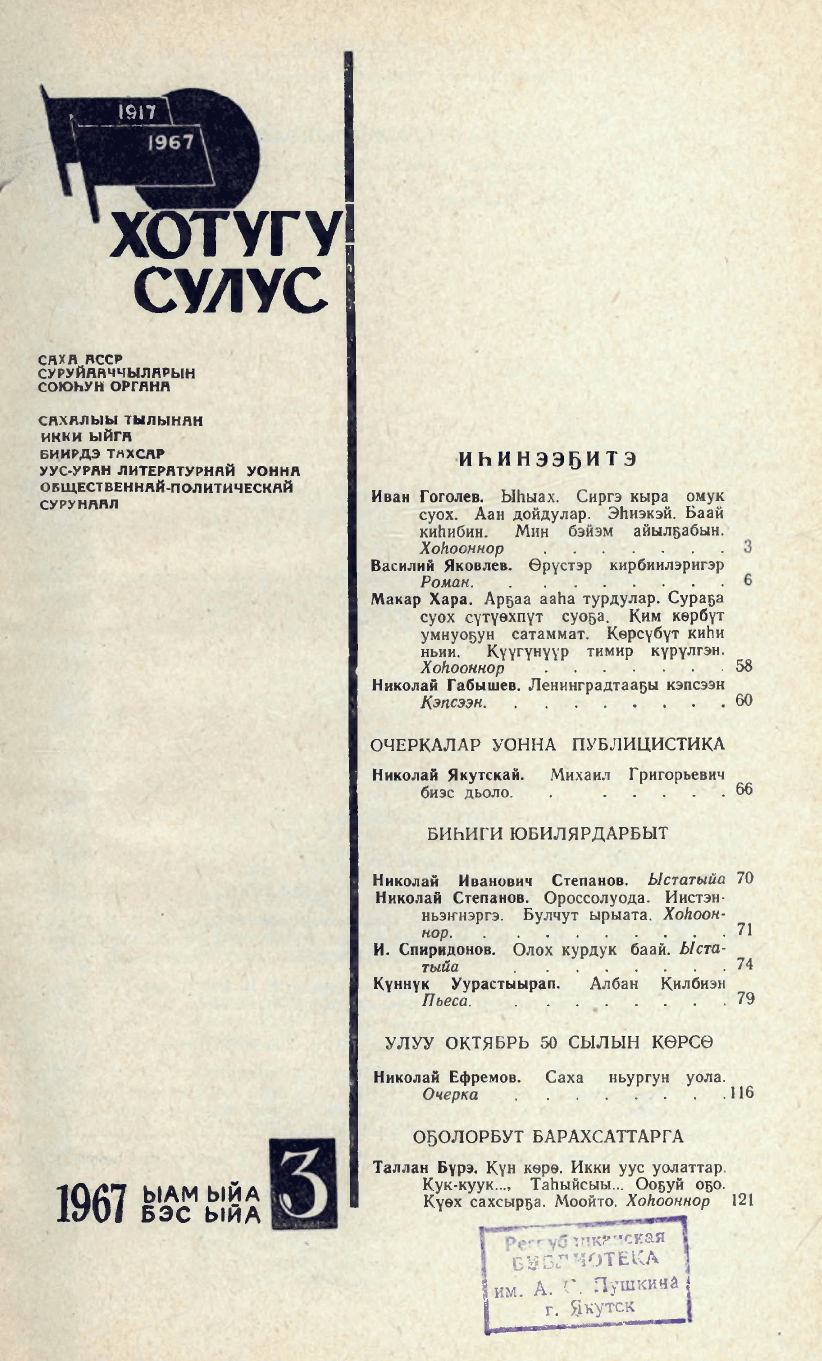 1917
1967
ХОТУГУ
СУЛУС
САХА АССР
СУРУЙААЧЧЫЛАРЫН
СОЮҺУН ОРГАНА
САХАЛЫЫ ТЫЛЫНАН
ИККИ ЫЙГА
БИИРДЭ ТАХСАР
УУС-УРАН ЛИТЕРАТУРНАЙ УОННА
ОБЩЕСТВЕННАЙ-ПОЛИТИЧЕСКАЙ
СУРУНААЛ
1967 ЫАМ ЫЙА
БЭС ЫЙА
3
ИҺИНЭЭҔИТЭ
Иван Гоголев. Ыһыах. Сиргэ кыра омук
суох. Аан дойдулар. Эһиэкэй. Баай
киһибин. Мин бэйэм айылҕабын.
Хоһооннор . . . . . . . 3
Василий Яковлев. Өрүстэр кирбиилэригэр
Роман. . . . . . . . . 6
Макар Хара. Арҕаа ааһа турдулар. Сураҕа
суох сүтүөхпүт суоҕа. Ким көрбүт
умнуоҕун сатаммат. Көрсүбүт киһи
ньии. Күүгүнүүр тимир күрүлгэн.
Хоһооннор . . . . . . . 58
Николай Габышев. Ленинградтааҕы кэпсээн
Кэпсээн. . . . . . . . . 60
ОЧЕРКАЛАР УОННА ПУБЛИЦИСТИКА
Николай Якутскай. Михаил Григорьевич
биэс дьоло. . . . . . . 66
БИҺИГИ ЮБИЛЯРДАРБЫТ
Николай Иванович Степанов. Ыстатыйа 70
Николай Степанов. Ороссолуода. Иистэн-
ньэҥнэргэ. Булчут ырыата. Хоһоон-
нор. . . . . . . . . . 71
И. Спиридонов. Олох курдук баай. Ыста-
тыйа . . . . . . . . 74
Күннүк Уурастыырап. Албан Килбиэн
Пьеса. . . . . . . . . 79
УЛУУ ОКТЯБРЬ 50 СЫЛЫН КӨРСӨ
Николай Ефремов. Саха ньургун уола.
Очерка . . . . . . . . 116
ОҔОЛОРБУТ БАРАХСАТТАРГА
Таллан Бүрэ. Күн көрө. Икки уус уолаттар.
Кук-куук... Таһыйсыы... Ооҕуй оҕо.
Күөх сахсырҕа. Моойто. Хоһооннор 121
Республиканская
БИБЛИОТЕКА
им. А. С. Пушкина
г. Якутск